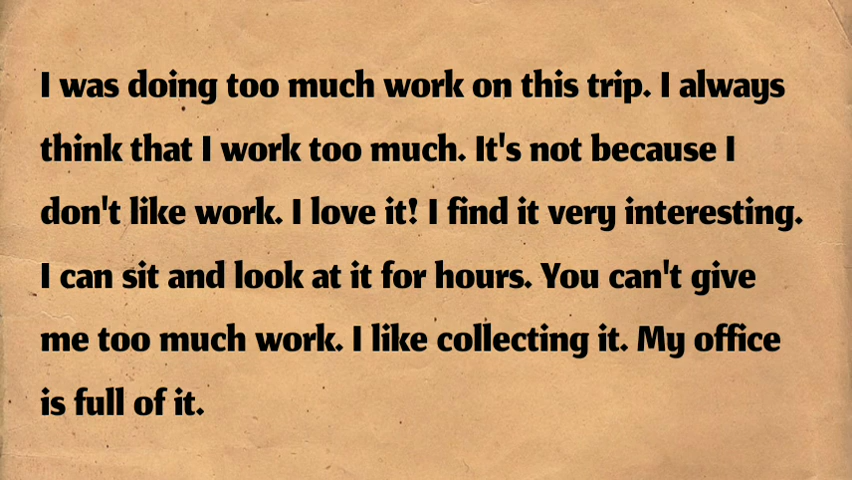 I was doing too much work on this trip. I always
think that I work too much. It's not because I
don't like work. I love it! I find it very interesting.
I can sit and look at it for hours. You can't give
me too much work. I like collecting it. My office
is full of it.